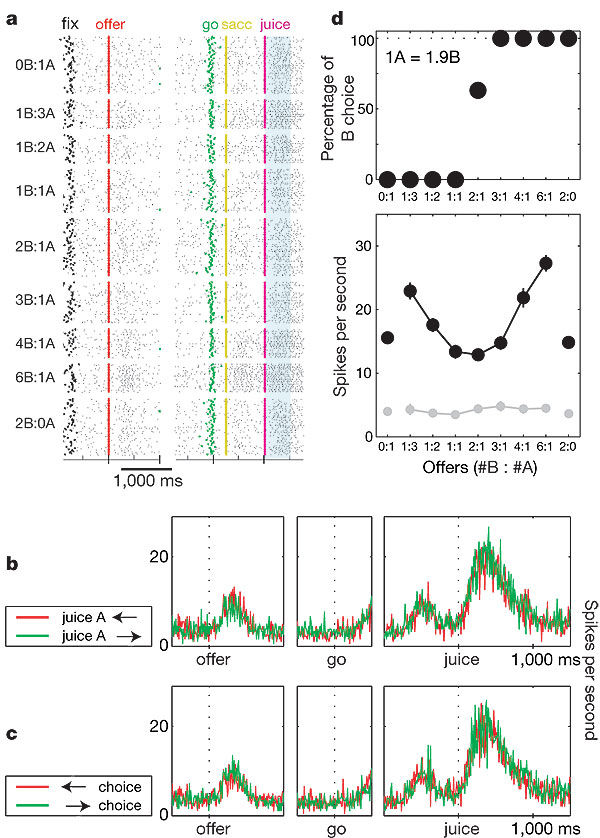 a
fix offer go sacc juice
0B:1A
1B:3A
1B:2A
1B:1A
2B:1A
3B:1A
4B:1A
6B:1A
2B:0A
1,000 ms
d
Percentage of
B choice
100
50
0
1A = 1.9B
0:1 1:3 1:2 1:1 2:1 3:1 4:1 6:1 2:0
Spikes per second
30
20
10
0
0:1 1:3 1:2 1:1 2:1 3:1 4:1 6:1 2:0
Offers (#B : #A)
b
juice A ←
juice A →
20
0
offer go juice 1,000 ms
Spikes per second
c
← choice
→ choice
20
0
offer go juice 1,000 ms